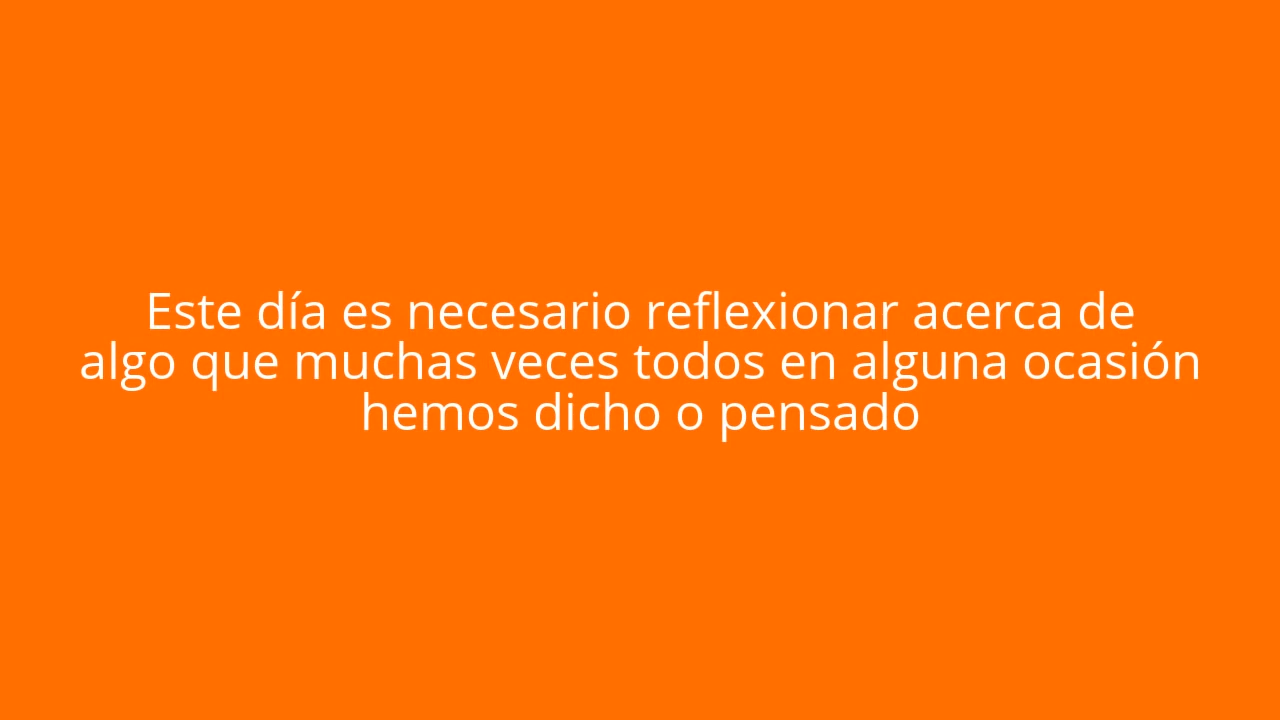 Este día es necesario reflexionar acerca de
algo que muchas veces todos en alguna ocasión
hemos dicho o pensado